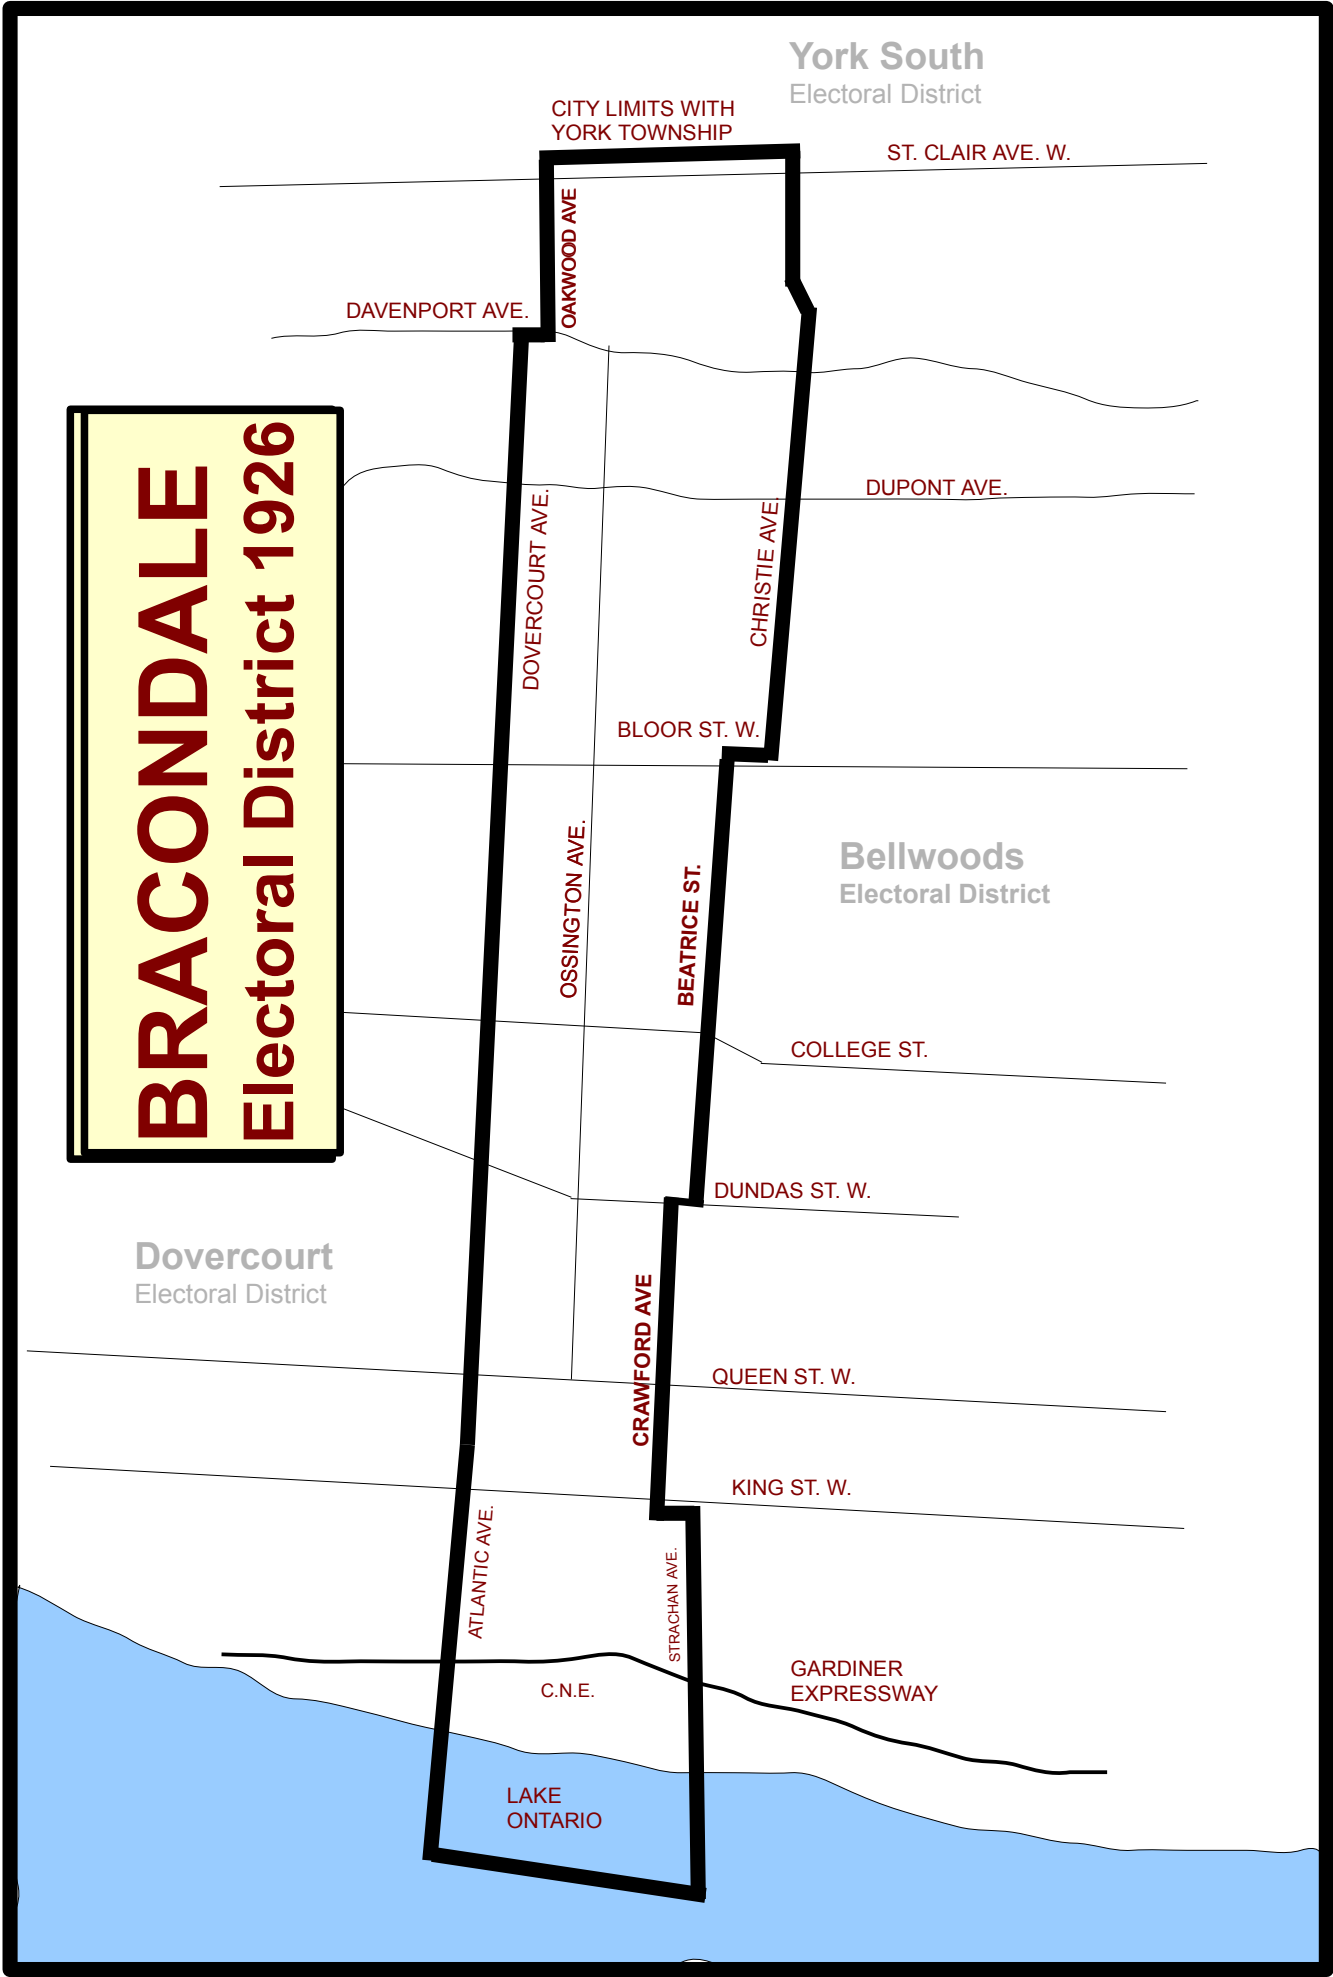 York South
Electoral District
CITY LIMITS WITH
YORK TOWNSHIP
ST. CLAIR AVE. W.
OAKWOOD AVE
DAVENPORT AVE.
BRACONDALE
Electoral District 1926
DUPONT AVE.
DOVERCOURT AVE.
CHRISTIE AVE.
BLOOR ST. W.
OSSINGTON AVE.
BEATRICE ST.
Bellwoods
Electoral District
COLLEGE ST.
DUNDAS ST. W.
Dovercourt
Electoral District
CRAWFORD AVE
QUEEN ST. W.
KING ST. W.
ATLANTIC AVE.
STRACHAN AVE.
GARDINER
EXPRESSWAY
C.N.E.
LAKE
ONTARIO